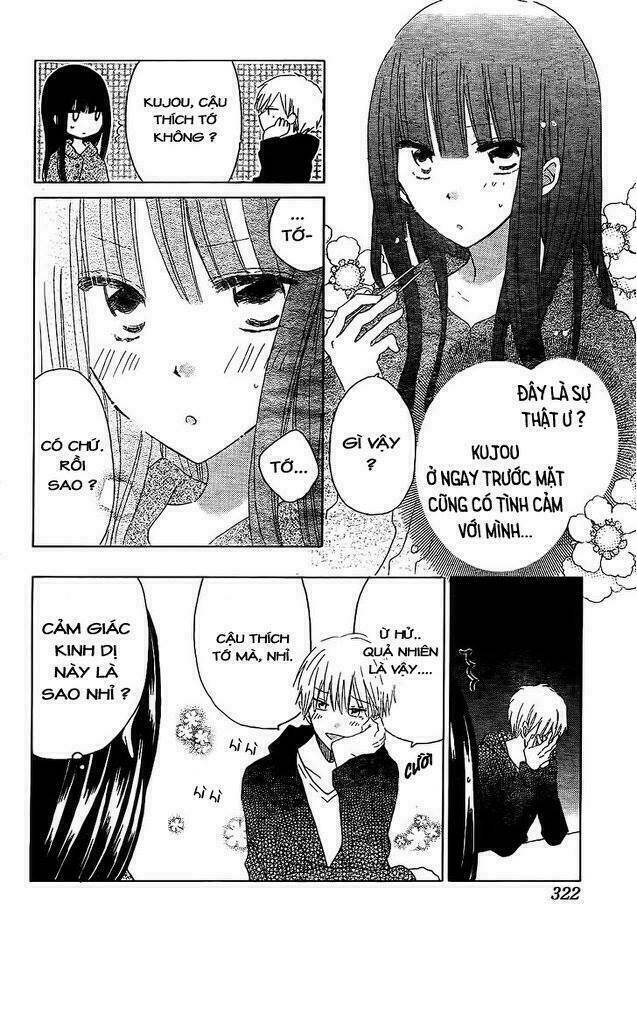 ĐÂY LÀ SỰ
THẬT Ư ?
KUJOU
Ở NGAY TRƯỚC MẶT
CŨNG CÓ TÌNH CẢM
VỚI MÌNH...
GÌ VẬY
?
KUJOU, CẬU
THÍCH TỚ
KHÔNG ?
...
TỚ-
TỚ...
CÓ CHỨ.
RỒI
SAO ?
Ừ HỬ..
QUẢ NHIÊN
LÀ VẬY....
CẬU THÍCH
TỚ MÀ, NHỈ.
CƯỜI
hì hì
hì hì
CẢM GIÁC
KINH DỊ
NÀY LÀ
SAO NHỈ ?
322